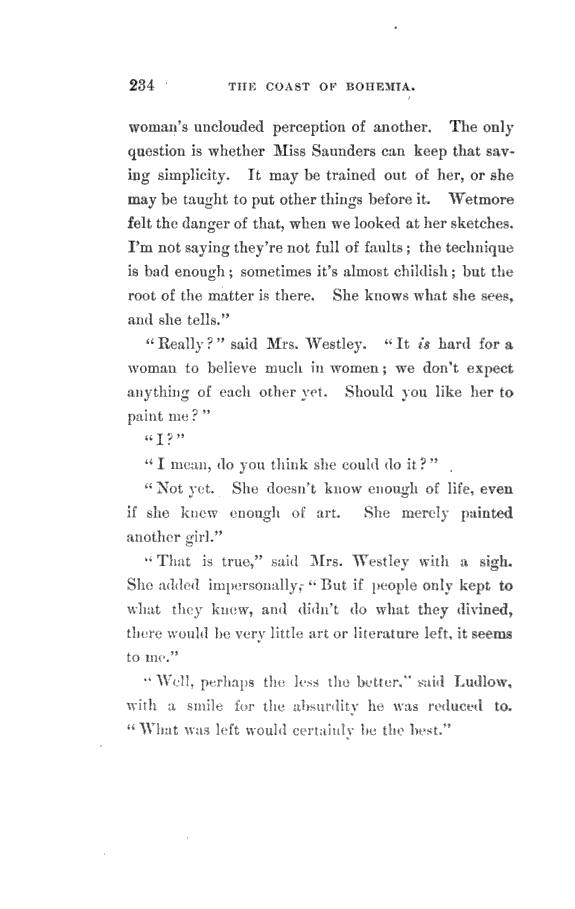 234 THE COAST OF BOHEMIA.
woman's unclouded perception of another. The only
question is whether Miss Saunders can keep that sav-
ing simplicity. It may be trained out of her, or she
may be taught to put other things before it. Wetmore
felt the danger of that, when we looked at her sketches.
I'm not saying they're not full of faults; the technique
is bad enough; sometimes it's almost childish; but the
root of the matter is there. She knows what she sees,
and she tells."
"Really?" said Mrs. Westley. "It is hard for a
woman to believe much in women; we don't expect
anything of each other yet. Should you like her to
paint me?"
"I?"
"I mean, do you think she could do it?"
"Not yet. She doesn't know enough of life, even
if she knew enough of art. She merely painted
another girl."
"That is true," said Mrs. Westley with a sigh.
She added impersonally; "But if people only kept to
what they knew, and didn't do what they divined,
there would be very little art or literature left, it seems
to me."
"Well, perhaps the less the better," said Ludlow,
with a smile for the absurdity he was reduced to.
"What was left would certainly be the best."